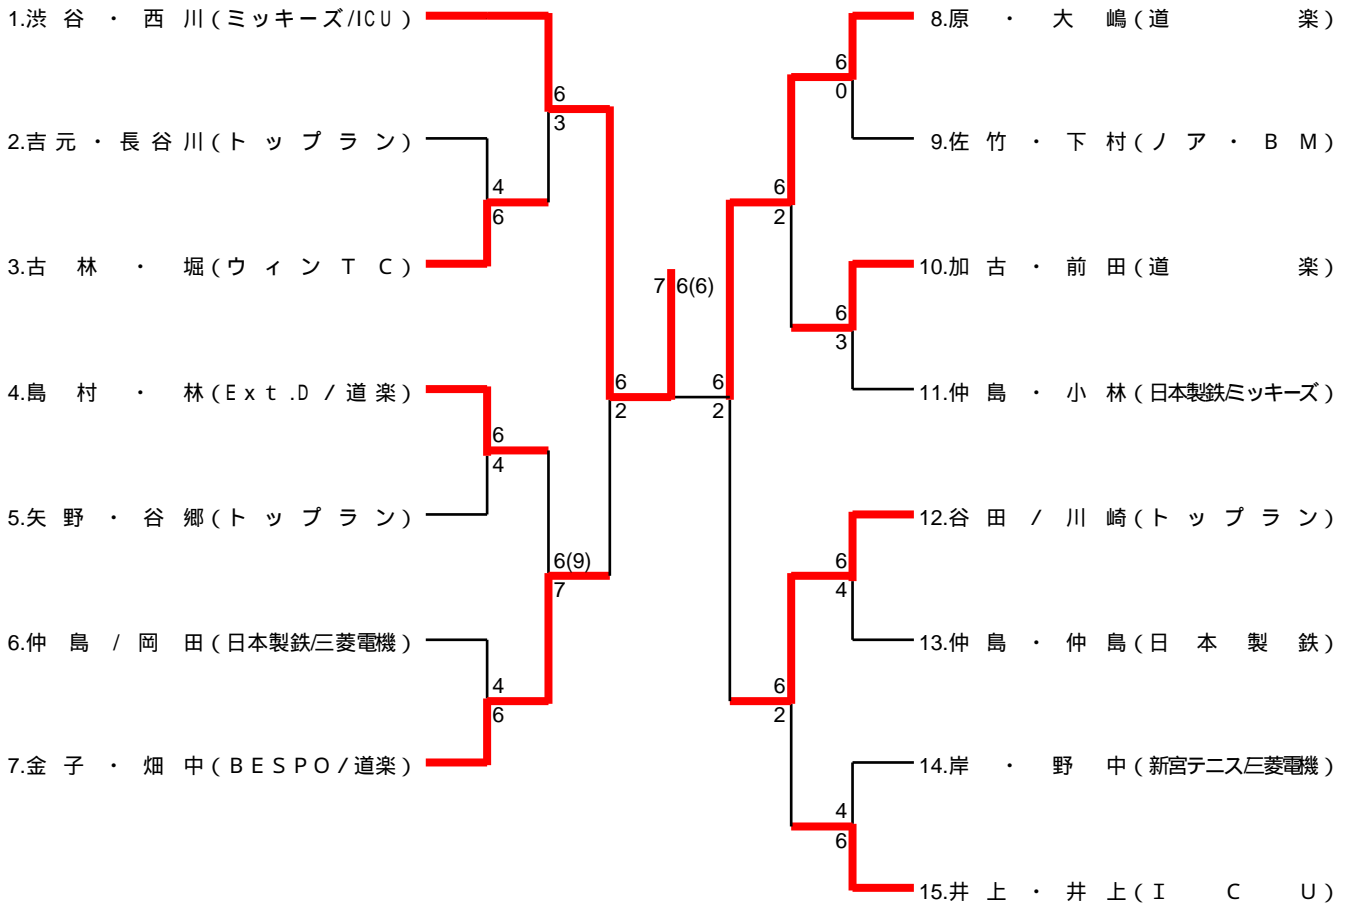 1.渋谷・西川(ミッキーズ/ICU)
6
3
2.吉元・長谷川(トップラン)
4
6
3.古林・堀(ウィンTC)
4.島村・林(Ext.D/道楽)
6
4
5.矢野・谷郷(トップラン)
6(9)
7
6.仲島/岡田(日本製鉄/三菱電機)
4
6
7.金子・畑中(BESPO/道楽)
6
2
7 6(6)
6
2
8.原・大嶋(道楽)
6
0
9.佐竹・下村(ノア・BM)
6
2
10.加古・前田(道楽)
6
3
11.仲島・小林(日本製鉄/ミッキーズ)
12.谷田/川崎(トップラン)
6
4
13.仲島・仲島(日本製鉄)
6
2
14.岸・野中(新宮テニス/三菱電機)
4
6
15.井上・井上(ICU)